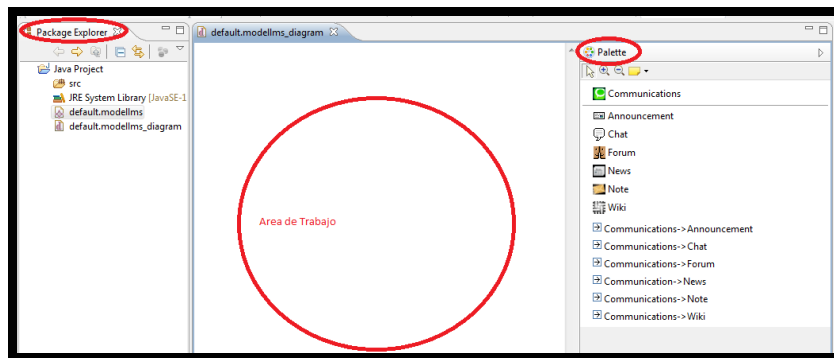 Package Explorer
Java Project
src
JRE System Library [JavaSE-1
default.modellms
default.modellms_diagram
default.modellms_diagram
Area de Trabajo
Palette
Communications
Announcement
Chat
Forum
News
Note
Wiki
Communications->Announcement
Communications->Chat
Communications->Forum
Communication->News
Communications->Note
Communications->Wiki